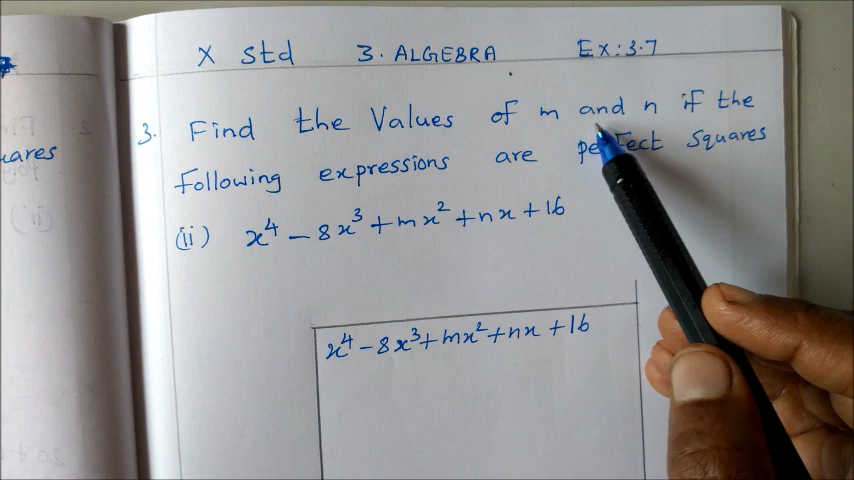 X Std 3. ALGEBRA EX: 3.7
3. Find the Values of m and n if the
uares
Following expressions are perfect Squares
(ii) x⁴ – 8x³ + mx² + nx + 16
x⁴ – 8x³ + mx² + nx + 16